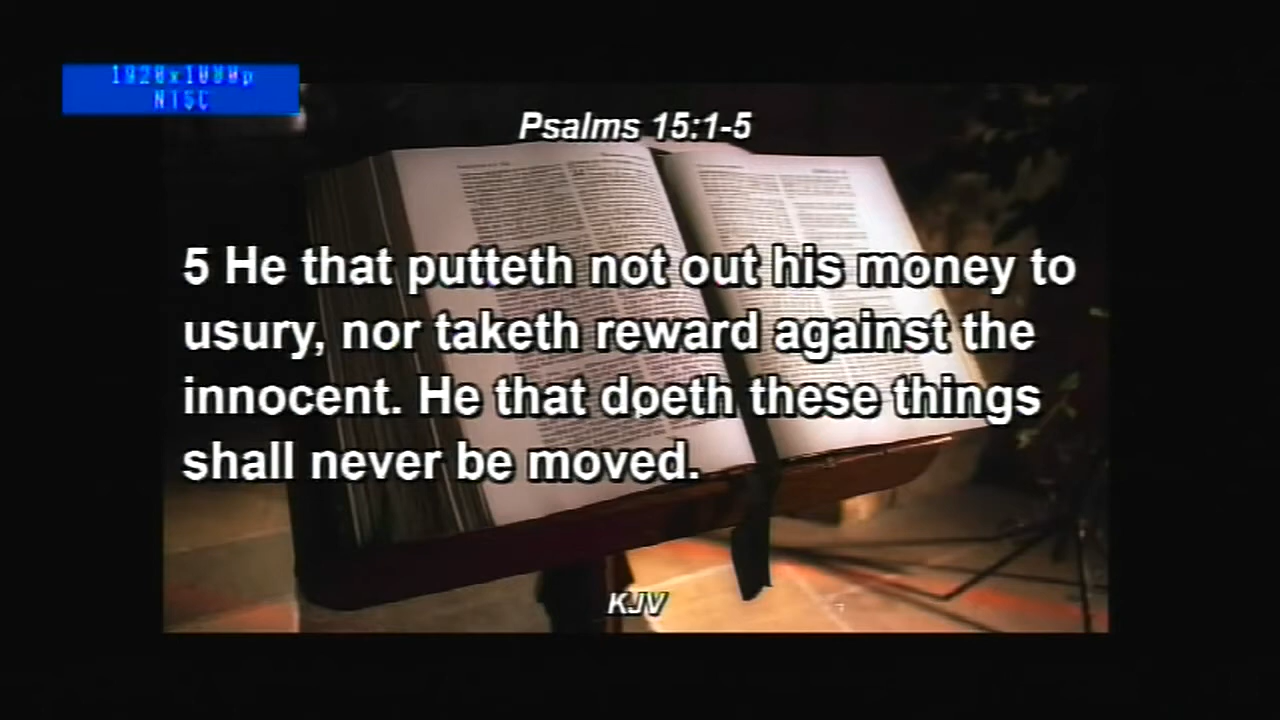 1920x1080p
NTSC
Psalms 15:1-5
5 He that putteth not out his money to
usury, nor taketh reward against the
innocent. He that doeth these things
shall never be moved.
KJV